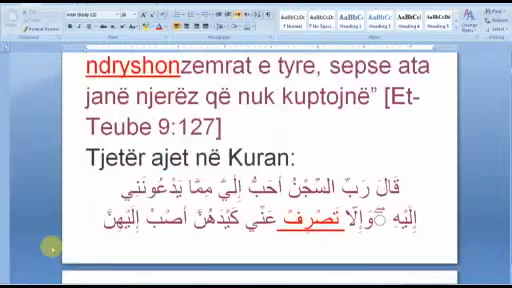 ndryshonzemrat e tyre, sepse ata
janë njerëz që nuk kuptojnë” [Et-
Teube 9:127]
Tjetër ajet në Kuran:
قَالَ رَبِّ السِّجْنُ أَحَبُّ إِلَيَّ مِمَّا يَدْعُونَنِي
إِلَيْهِ ۖ وَإِلَّا تَصْرِفْ عَنِّي كَيْدَهُنَّ أَصْبُ إِلَيْهِنَّ